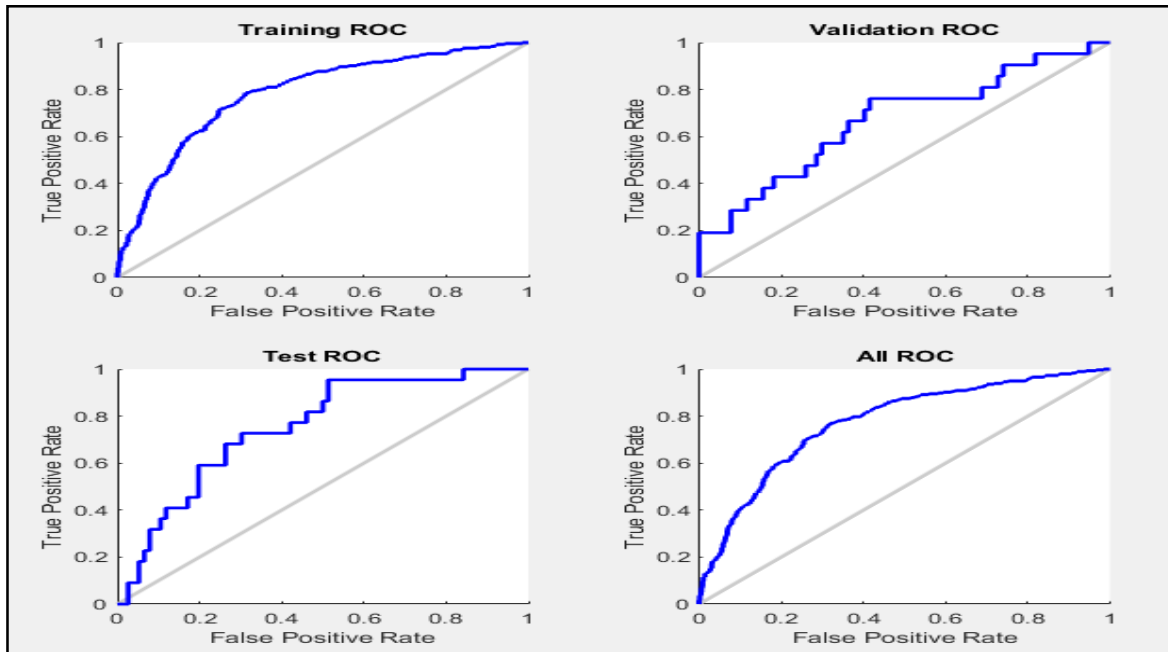 Training ROC
True Positive Rate
1
0.8
0.6
0.4
0.2
0
0 0.2 0.4 0.6 0.8 1
False Positive Rate
Validation ROC
True Positive Rate
1
0.8
0.6
0.4
0.2
0
0 0.2 0.4 0.6 0.8 1
False Positive Rate
Test ROC
True Positive Rate
1
0.8
0.6
0.4
0.2
0
0 0.2 0.4 0.6 0.8 1
False Positive Rate
All ROC
True Positive Rate
1
0.8
0.6
0.4
0.2
0
0 0.2 0.4 0.6 0.8 1
False Positive Rate